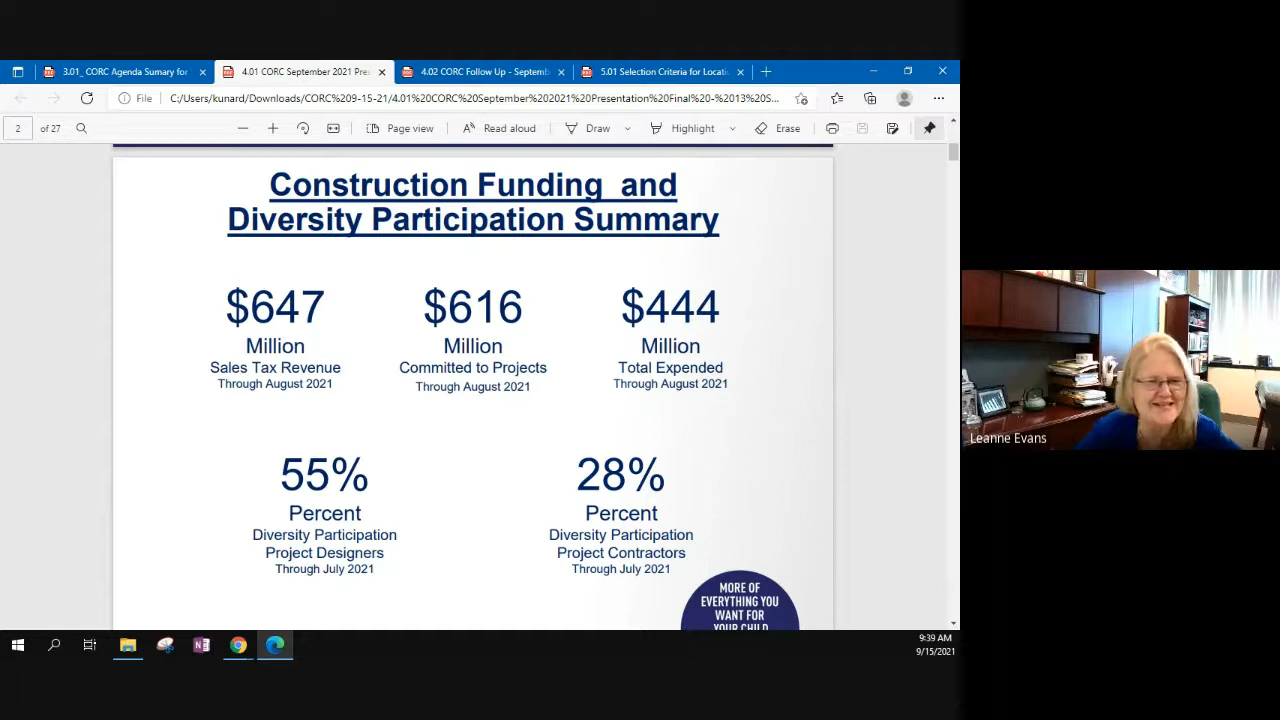 3.01_ CORC Agenda Sumary for
4.01 CORC September 2021 Pres
4.02 CORC Follow Up - Septemb
5.01 Selection Criteria for Locati
File
C:/Users/kunard/Downloads/CORC%209-15-21/4.01%20CORC%20September%202021%20Presentation%20Final%20-%2013%20S...
2
of 27
Page view
Read aloud
Draw
Highlight
Erase
Construction Funding and
Diversity Participation Summary
$647
Million
Sales Tax Revenue
Through August 2021
$616
Million
Committed to Projects
Through August 2021
$444
Million
Total Expended
Through August 2021
55%
Percent
Diversity Participation
Project Designers
Through July 2021
28%
Percent
Diversity Participation
Project Contractors
Through July 2021
MORE OF
EVERYTHING YOU
WANT FOR
YOUR CHILD
Leanne Evans
9:39 AM
9/15/2021